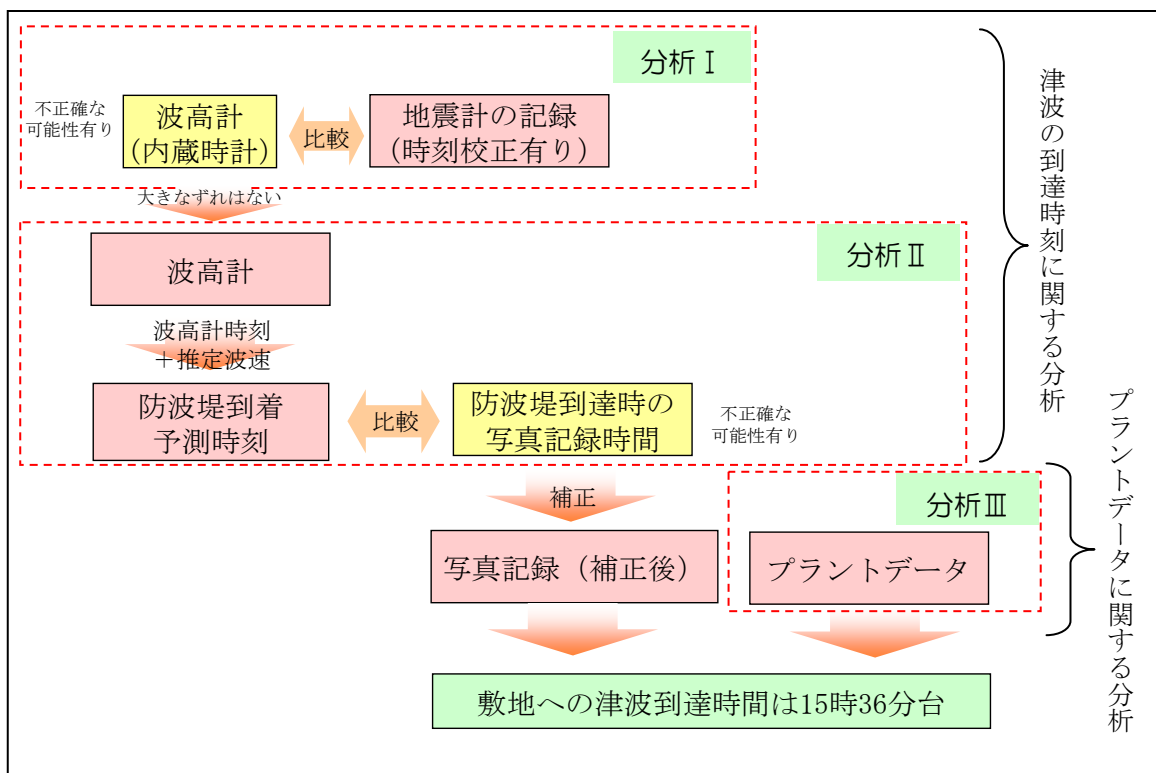 分析Ⅰ
不正確な
可能性有り
波高計
(内蔵時計)
比較
地震計の記録
(時刻校正有り)
大きなずれはない
分析Ⅱ
波高計
波高計時刻
＋推定波速
防波堤到着
予測時刻
比較
防波堤到達時の
写真記録時間
不正確な
可能性有り
津波の到達時刻に関する分析
補正
分析Ⅲ
写真記録（補正後）
プラントデータ
プラントデータに関する分析
敷地への津波到達時間は15時36分台